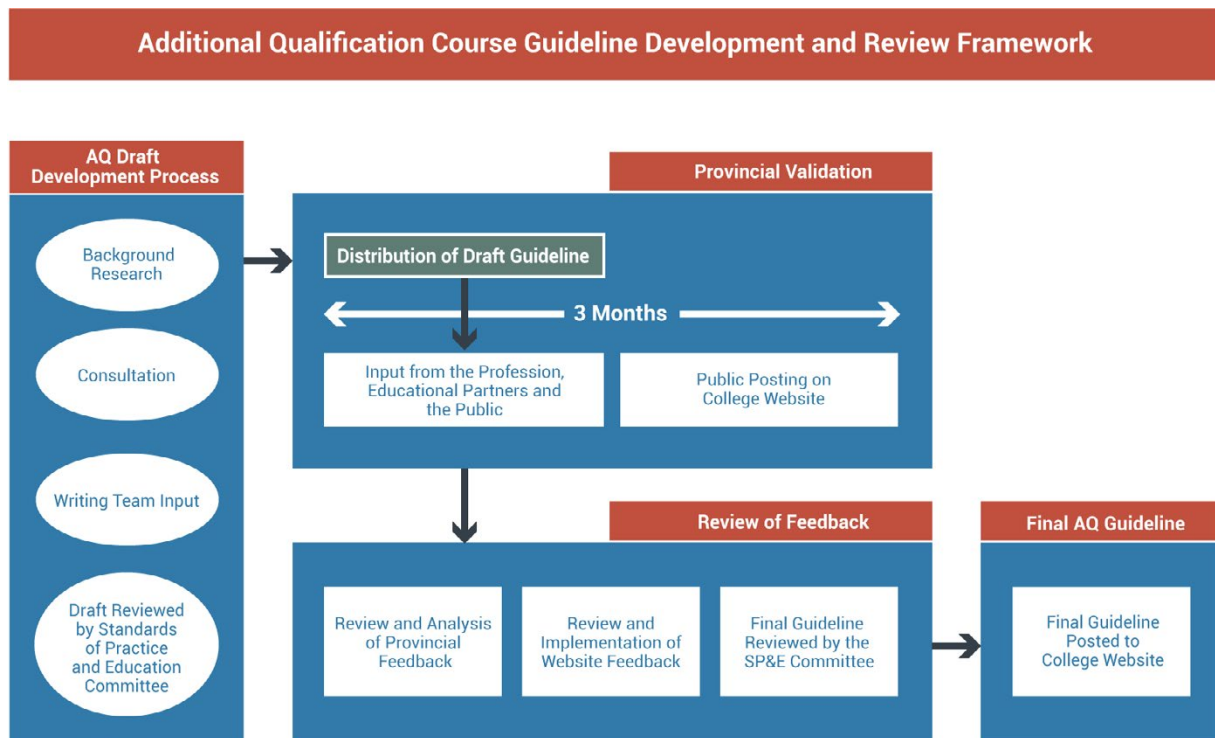 Additional Qualification Course Guideline Development and Review Framework
AQ Draft
Development Process
Background
Research
Consultation
Writing Team Input
Draft Reviewed
by Standards
of Practice
and Education
Committee
Provincial Validation
Distribution of Draft Guideline
3 Months
Input from the Profession,
Educational Partners and
the Public
Public Posting on
College Website
Review of Feedback
Review and Analysis
of Provincial
Feedback
Review and
Implementation of
Website Feedback
Final Guideline
Reviewed by the
SP&E Committee
Final AQ Guideline
Final Guideline
Posted to
College Website